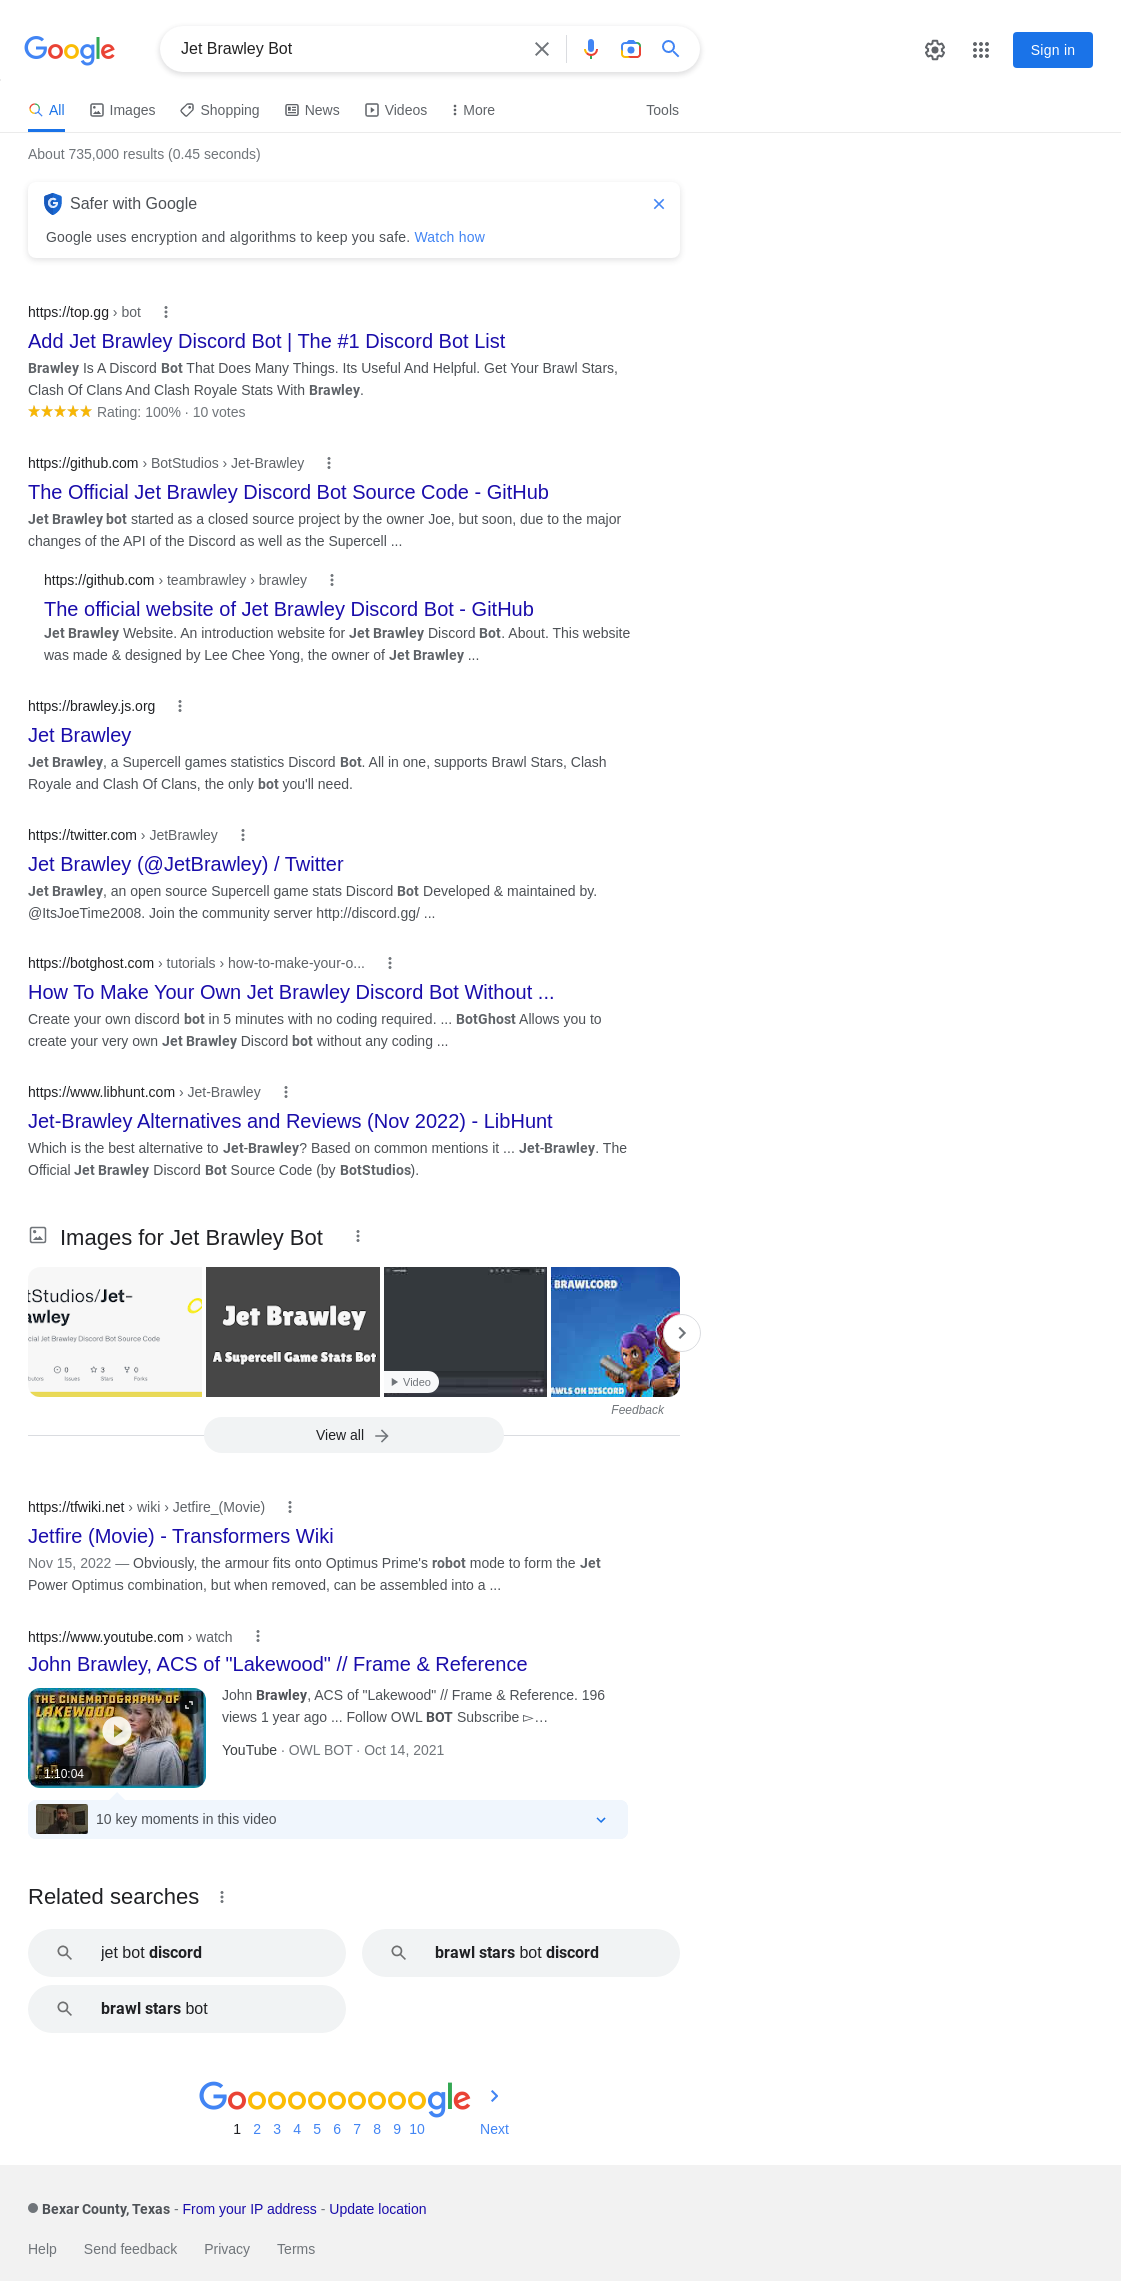 Google
Jet Brawley Bot
Sign in
All
Images
Shopping
News
Videos
More
Tools
About 735,000 results (0.45 seconds)
Safer with Google
Google uses encryption and algorithms to keep you safe. Watch how
https://top.gg › bot
Add Jet Brawley Discord Bot | The #1 Discord Bot List
Brawley Is A Discord Bot That Does Many Things. Its Useful And Helpful. Get Your Brawl Stars,
Clash Of Clans And Clash Royale Stats With Brawley.
Rating: 100% · 10 votes
https://github.com › BotStudios › Jet-Brawley
The Official Jet Brawley Discord Bot Source Code - GitHub
Jet Brawley bot started as a closed source project by the owner Joe, but soon, due to the major
changes of the API of the Discord as well as the Supercell ...
https://github.com › teambrawley › brawley
The official website of Jet Brawley Discord Bot - GitHub
Jet Brawley Website. An introduction website for Jet Brawley Discord Bot. About. This website
was made & designed by Lee Chee Yong, the owner of Jet Brawley ...
https://brawley.js.org
Jet Brawley
Jet Brawley, a Supercell games statistics Discord Bot. All in one, supports Brawl Stars, Clash
Royale and Clash Of Clans, the only bot you'll need.
https://twitter.com › JetBrawley
Jet Brawley (@JetBrawley) / Twitter
Jet Brawley, an open source Supercell game stats Discord Bot Developed & maintained by.
@ItsJoeTime2008. Join the community server http://discord.gg/ ...
https://botghost.com › tutorials › how-to-make-your-o...
How To Make Your Own Jet Brawley Discord Bot Without ...
Create your own discord bot in 5 minutes with no coding required. ... BotGhost Allows you to
create your very own Jet Brawley Discord bot without any coding ...
https://www.libhunt.com › Jet-Brawley
Jet-Brawley Alternatives and Reviews (Nov 2022) - LibHunt
Which is the best alternative to Jet-Brawley? Based on common mentions it ... Jet-Brawley. The
Official Jet Brawley Discord Bot Source Code (by BotStudios).
Images for Jet Brawley Bot
tStudios/Jet-
awley
cial Jet Brawley Discord Bot Source Code
0
3
0
butors
Issues
Stars
Forks
Jet Brawley
A Supercell Game Stats Bot
Video
BRAWLCORD
AWLS ON DISCORD
Feedback
View all
https://tfwiki.net › wiki › Jetfire_(Movie)
Jetfire (Movie) - Transformers Wiki
Nov 15, 2022 — Obviously, the armour fits onto Optimus Prime's robot mode to form the Jet
Power Optimus combination, but when removed, can be assembled into a ...
https://www.youtube.com › watch
John Brawley, ACS of "Lakewood" // Frame & Reference
THE CINEMATOGRAPHY OF
LAKEWOOD
1:10:04
John Brawley, ACS of "Lakewood" // Frame & Reference. 196
views 1 year ago ... Follow OWL BOT Subscribe ▻…
YouTube · OWL BOT · Oct 14, 2021
10 key moments in this video
Related searches
jet bot discord
brawl stars bot discord
brawl stars bot
Goooooooooogle
1 2 3 4 5 6 7 8 9 10 Next
Bexar County, Texas - From your IP address - Update location
Help
Send feedback
Privacy
Terms